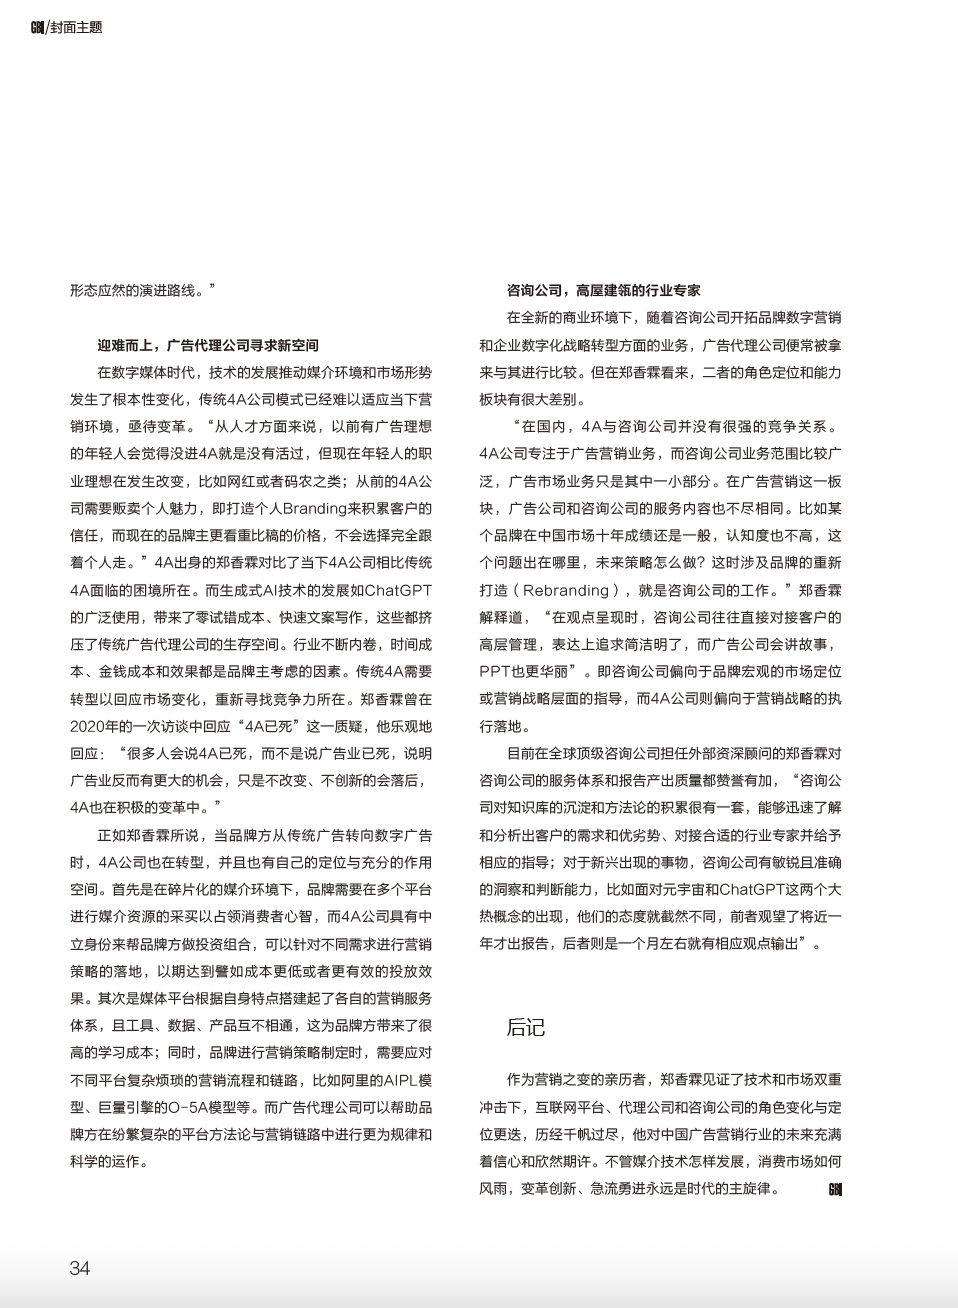 GBI/封面主题
形态应然的演进路线。”
迎难而上，广告代理公司寻求新空间
在数字媒体时代，技术的发展推动媒介环境和市场形势
发生了根本性变化，传统4A公司模式已经难以适应当下营
销环境，亟待变革。“从人才方面来说，以前有广告理想
的年轻人会觉得没进4A就是没有活过，但现在年轻人的职
业理想在发生改变，比如网红或者码农之类；从前的4A公
司需要贩卖个人魅力，即打造个人Branding来积累客户的
信任，而现在的品牌主更看重比稿的价格，不会选择完全跟
着个人走。”4A出身的郑香霖对比了当下4A公司相比传统
4A面临的困境所在。而生成式AI技术的发展如ChatGPT
的广泛使用，带来了零试错成本、快速文案写作，这些都挤
压了传统广告代理公司的生存空间。行业不断内卷，时间成
本、金钱成本和效果都是品牌主考虑的因素。传统4A需要
转型以回应市场变化，重新寻找竞争力所在。郑香霖曾在
2020年的一次访谈中回应“4A已死”这一质疑，他乐观地
回应：“很多人会说4A已死，而不是说广告业已死，说明
广告业反而有更大的机会，只是不改变、不创新的会落后，
4A也在积极的变革中。”
正如郑香霖所说，当品牌方从传统广告转向数字广告
时，4A公司也在转型，并且也有自己的定位与充分的作用
空间。首先是在碎片化的媒介环境下，品牌需要在多个平台
进行媒介资源的采买以占领消费者心智，而4A公司具有中
立身份来帮品牌方做投资组合，可以针对不同需求进行营销
策略的落地，以期达到譬如成本更低或者更有效的投放效
果。其次是媒体平台根据自身特点搭建起了各自的营销服务
体系，且工具、数据、产品互不相通，这为品牌方带来了很
高的学习成本；同时，品牌进行营销策略制定时，需要应对
不同平台复杂烦琐的营销流程和链路，比如阿里的AIPL模
型、巨量引擎的O-5A模型等。而广告代理公司可以帮助品
牌方在纷繁复杂的平台方法论与营销链路中进行更为规律和
科学的运作。
咨询公司，高屋建瓴的行业专家
在全新的商业环境下，随着咨询公司开拓品牌数字营销
和企业数字化战略转型方面的业务，广告代理公司便常被拿
来与其进行比较。但在郑香霖看来，二者的角色定位和能力
板块有很大差别。
“在国内，4A与咨询公司并没有很强的竞争关系。
4A公司专注于广告营销业务，而咨询公司业务范围比较广
泛，广告市场业务只是其中一小部分。在广告营销这一板
块，广告公司和咨询公司的服务内容也不尽相同。比如某
个品牌在中国市场十年成绩还是一般，认知度也不高，这
个问题出在哪里，未来策略怎么做？这时涉及品牌的重新
打造（Rebranding），就是咨询公司的工作。”郑香霖
解释道，“在观点呈现时，咨询公司往往直接对接客户的
高层管理，表达上追求简洁明了，而广告公司会讲故事，
PPT也更华丽”。即咨询公司偏向于品牌宏观的市场定位
或营销战略层面的指导，而4A公司则偏向于营销战略的执
行落地。
目前在全球顶级咨询公司担任外部资深顾问的郑香霖对
咨询公司的服务体系和报告产出质量都赞誉有加，“咨询公
司对知识库的沉淀和方法论的积累很有一套，能够迅速了解
和分析出客户的需求和优劣势、对接合适的行业专家并给予
相应的指导；对于新兴出现的事物，咨询公司有敏锐且准确
的洞察和判断能力，比如面对元宇宙和ChatGPT这两个大
热概念的出现，他们的态度就截然不同，前者观望了将近一
年才出报告，后者则是一个月左右就有相应观点输出”。
后记
作为营销之变的亲历者，郑香霖见证了技术和市场双重
冲击下，互联网平台、代理公司和咨询公司的角色变化与定
位更迭，历经千帆过尽，他对中国广告营销行业的未来充满
着信心和欣然期许。不管媒介技术怎样发展，消费市场如何
风雨，变革创新、急流勇进永远是时代的主旋律。 GBI
34